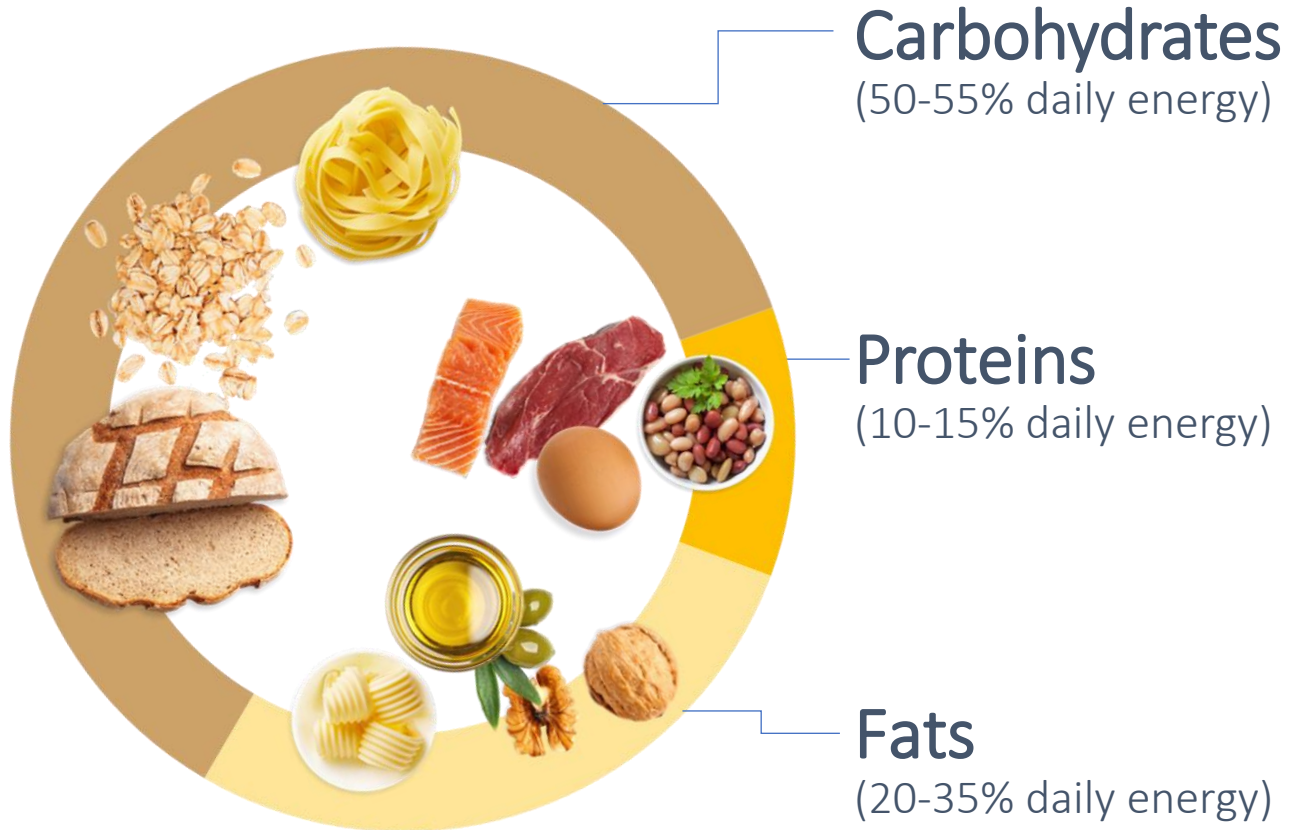 Carbohydrates
(50-55% daily energy)
Proteins
(10-15% daily energy)
Fats
(20-35% daily energy)